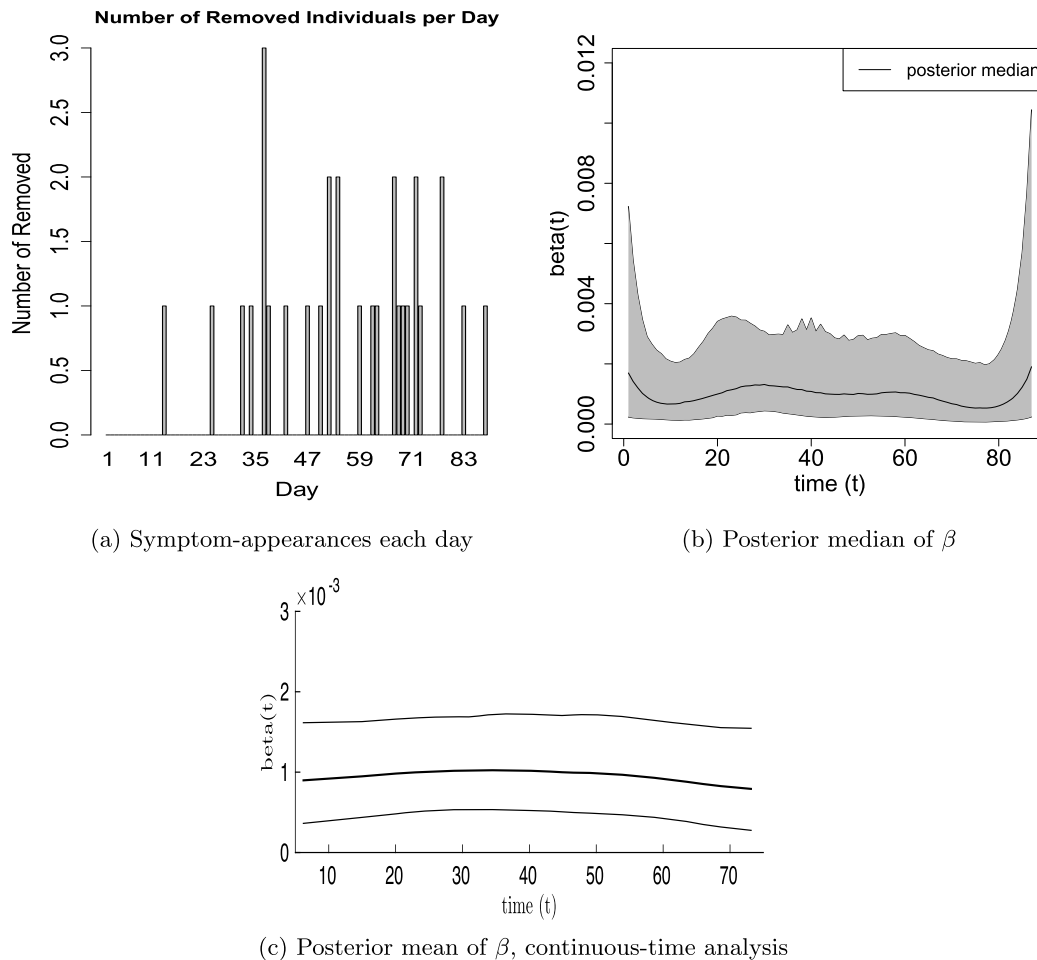 Number of Removed Individuals per Day
Number of Removed
0.0 0.5 1.0 1.5 2.0 2.5 3.0
1 11 23 35 47 59 71 83
Day
(a) Symptom-appearances each day
posterior median
beta(t)
0.000 0.004 0.008 0.012
0 20 40 60 80
time (t)
(b) Posterior median of β
×10⁻³
3
2
1
0
beta(t)
10 20 30 40 50 60 70
time (t)
(c) Posterior mean of β, continuous-time analysis